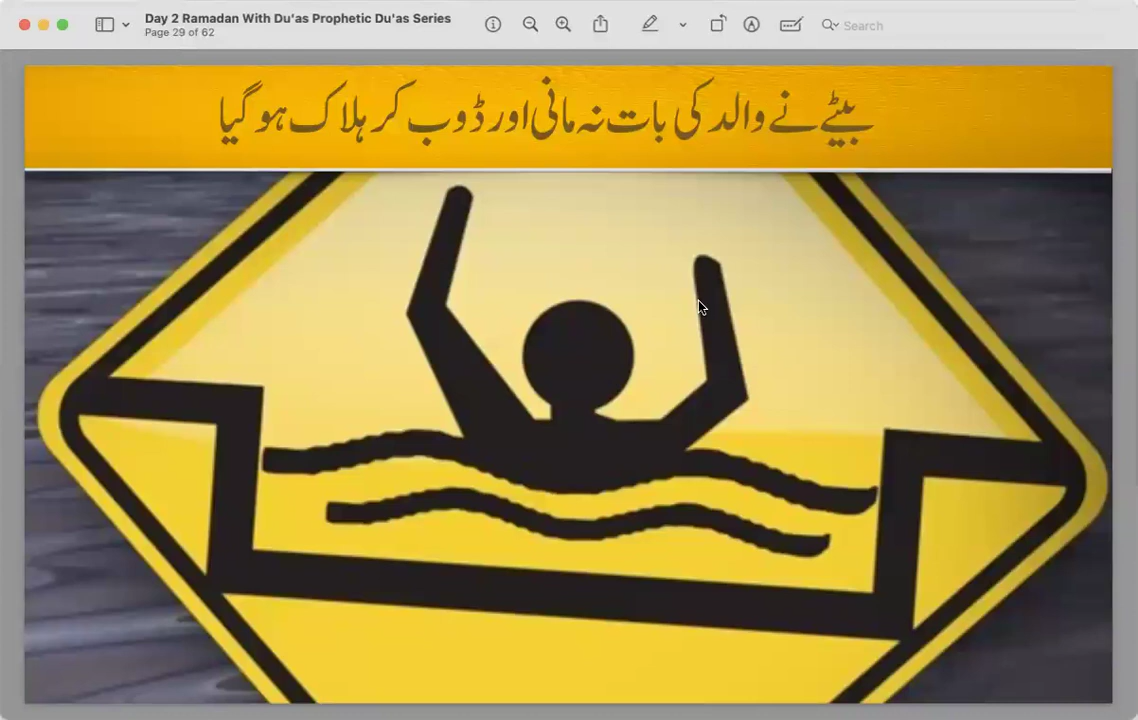 Day 2 Ramadan With Du'as Prophetic Du'as Series
Page 29 of 62
Search
بیٹے نے والد کی بات نہ مانی اور ڈوب کر ہلاک ہو گیا